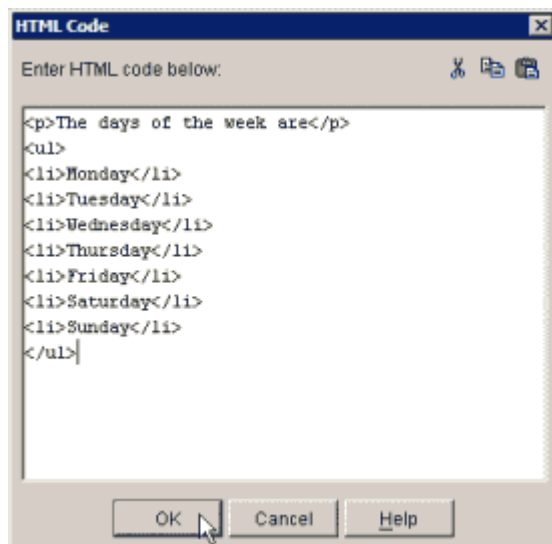 HTML Code
Enter HTML code below:
<p>The days of the week are</p>
<ul>
<li>Monday</li>
<li>Tuesday</li>
<li>Wednesday</li>
<li>Thursday</li>
<li>Friday</li>
<li>Saturday</li>
<li>Sunday</li>
</ul>
OK Cancel Help